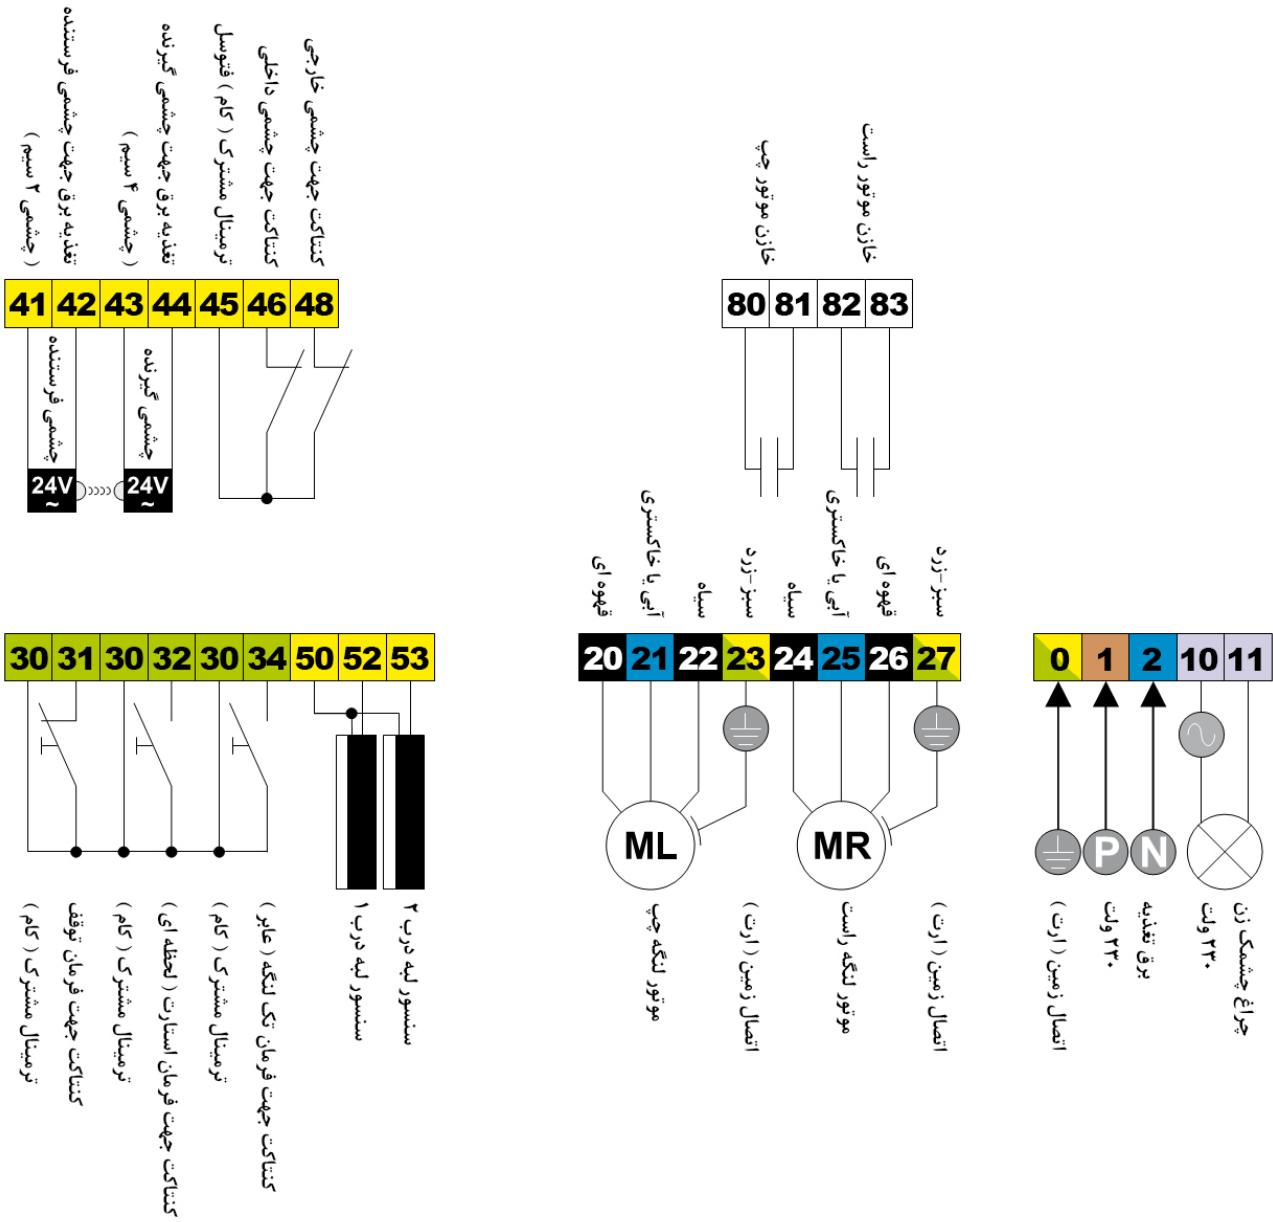 تغذیه برق جهت چشمی فرستنده
( چشمی ۲ سیم )
تغذیه برق جهت چشمی گیرنده
( چشمی ۴ سیم )
ترمینال مشترک ( کام ) فتوسل
کنتاکت جهت چشمی داخلی
کنتاکت جهت چشمی خارجی
41 42 43 44 45 46 48
چشمی فرستنده
چشمی گیرنده
24V ~
24V ~
خازن موتور چپ
خازن موتور راست
80 81 82 83
قهوه ای
آبی یا خاکستری
سیاه
سبز -زرد
سیاه
آبی یا خاکستری
قهوه ای
سبز -زرد
30 31 30 32 30 34 50 52 53
20 21 22 23 24 25 26 27
0 1 2 10 11
ML
MR
P
N
ترمینال مشترک ( کام )
کنتاکت جهت فرمان توقف
ترمینال مشترک ( کام )
کنتاکت جهت فرمان استارت ( لحظه ای )
ترمینال مشترک ( کام )
کنتاکت جهت فرمان تک لنگه ( عابر )
سنسور لبه درب ۱
سنسور لبه درب ۲
موتور لنگه چپ
اتصال زمین ( ارت )
موتور لنگه راست
اتصال زمین ( ارت )
اتصال زمین ( ارت )
۲۳۰ ولت
برق تغذیه
۲۳۰ ولت
چراغ چشمک زن